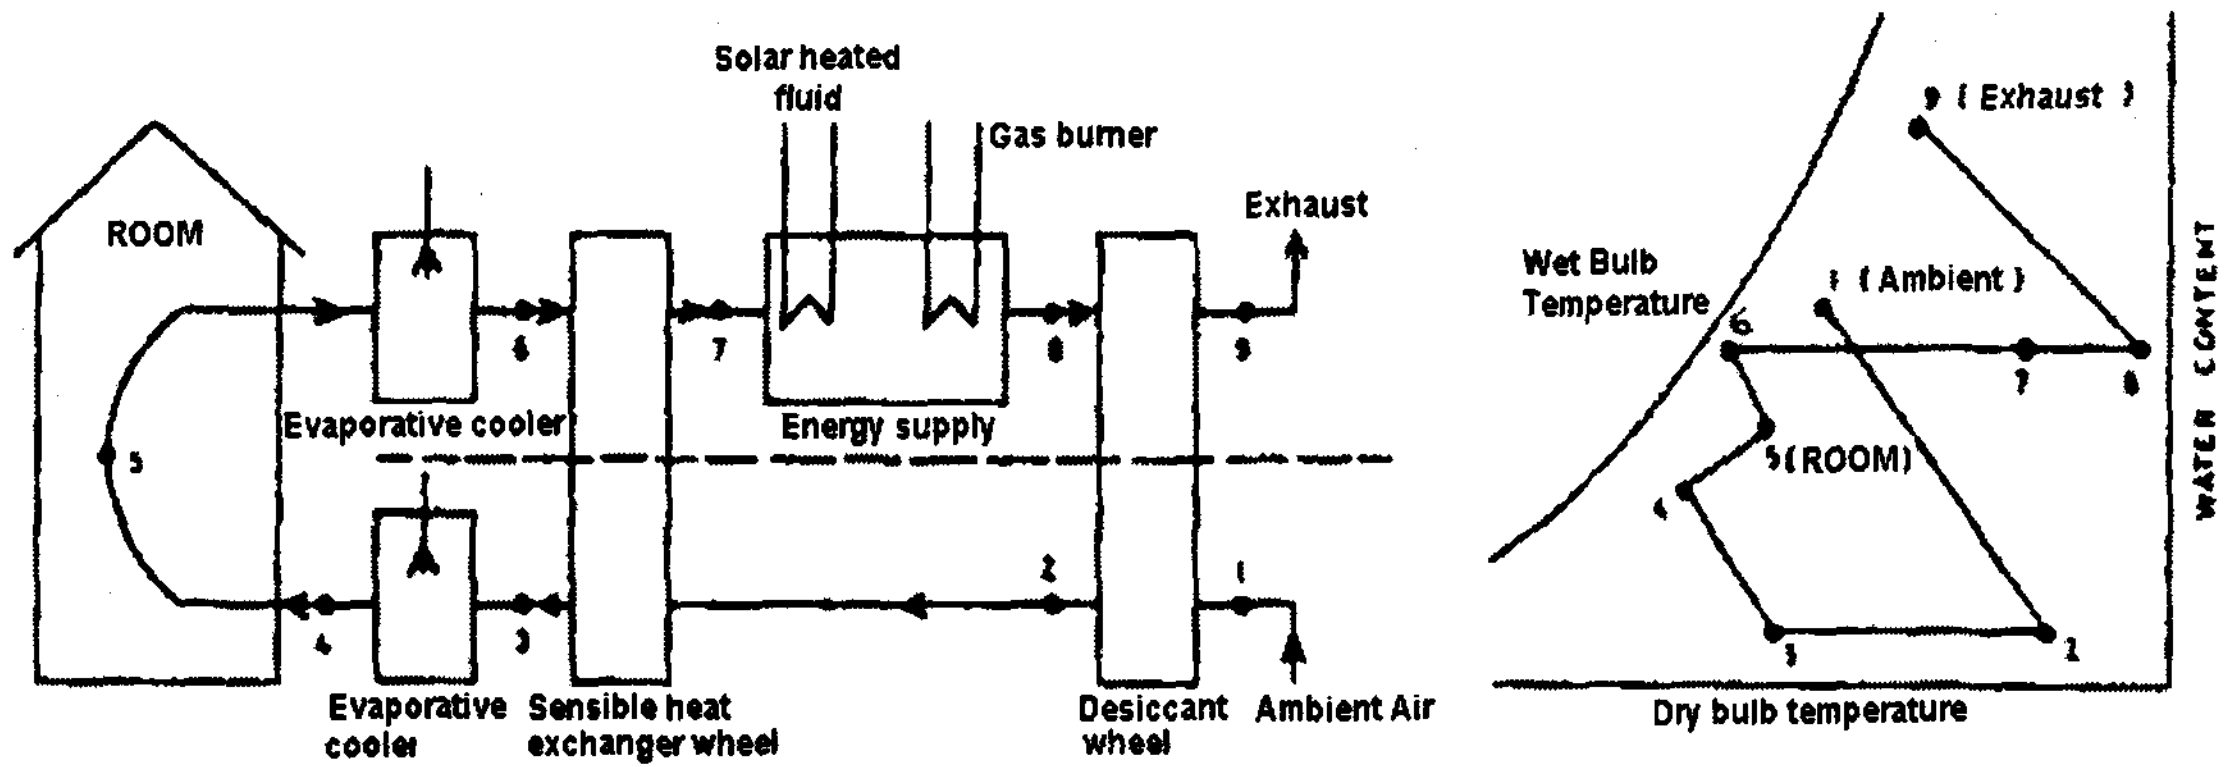 Solar heated
fluid
Gas burner
Exhaust
ROOM
6
7
8
9
Evaporative cooler
Energy supply
5
2
1
4
3
Evaporative
cooler
Sensible heat
exchanger wheel
Desiccant
wheel
Ambient Air
9 ( Exhaust )
Wet Bulb
Temperature
1 ( Ambient )
6
7
8
5 (ROOM)
4
3
2
WATER CONTENT
Dry bulb temperature